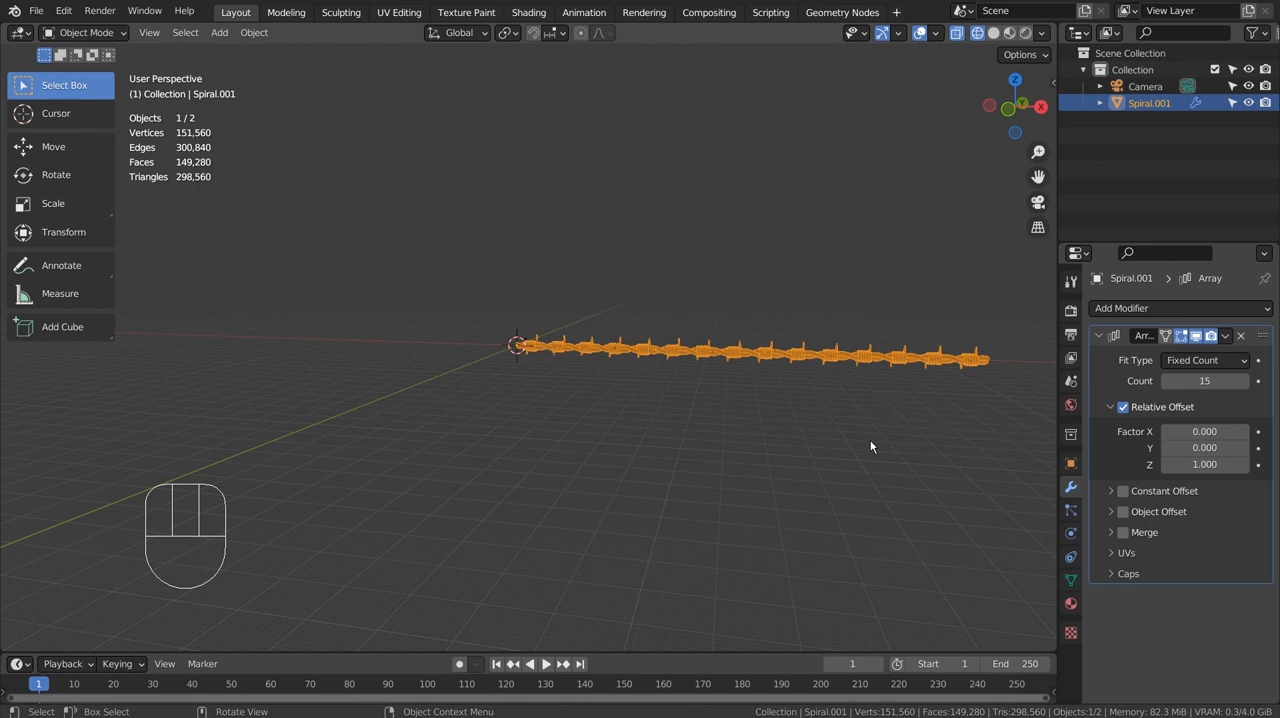 File Edit Render Window Help Layout Modeling Sculpting UV Editing Texture Paint Shading Animation Rendering Compositing Scripting Geometry Nodes + Scene View Layer
Object Mode View Select Add Object Global
Options
Select Box
Cursor
Move
Rotate
Scale
Transform
Annotate
Measure
Add Cube
User Perspective
(1) Collection | Spiral.001
Objects 1 / 2
Vertices 151,560
Edges 300,840
Faces 149,280
Triangles 298,560
Z
Y
X
Scene Collection
Collection
Camera
Spiral.001
Spiral.001 > Array
Add Modifier
Arr...
Fit Type Fixed Count
Count 15
Relative Offset
Factor X 0.000
Y 0.000
Z 1.000
Constant Offset
Object Offset
Merge
UVs
Caps
Playback Keying View Marker 1 Start 1 End 250
1 10 20 30 40 50 60 70 80 90 100 110 120 130 140 150 160 170 180 190 200 210 220 230 240 250
Select Box Select Rotate View Object Context Menu Collection | Spiral.001 | Verts:151,560 | Faces:149,280 | Tris:298,560 | Objects:1/2 | Memory: 82.3 MiB | VRAM: 0.3/4.0 GiB